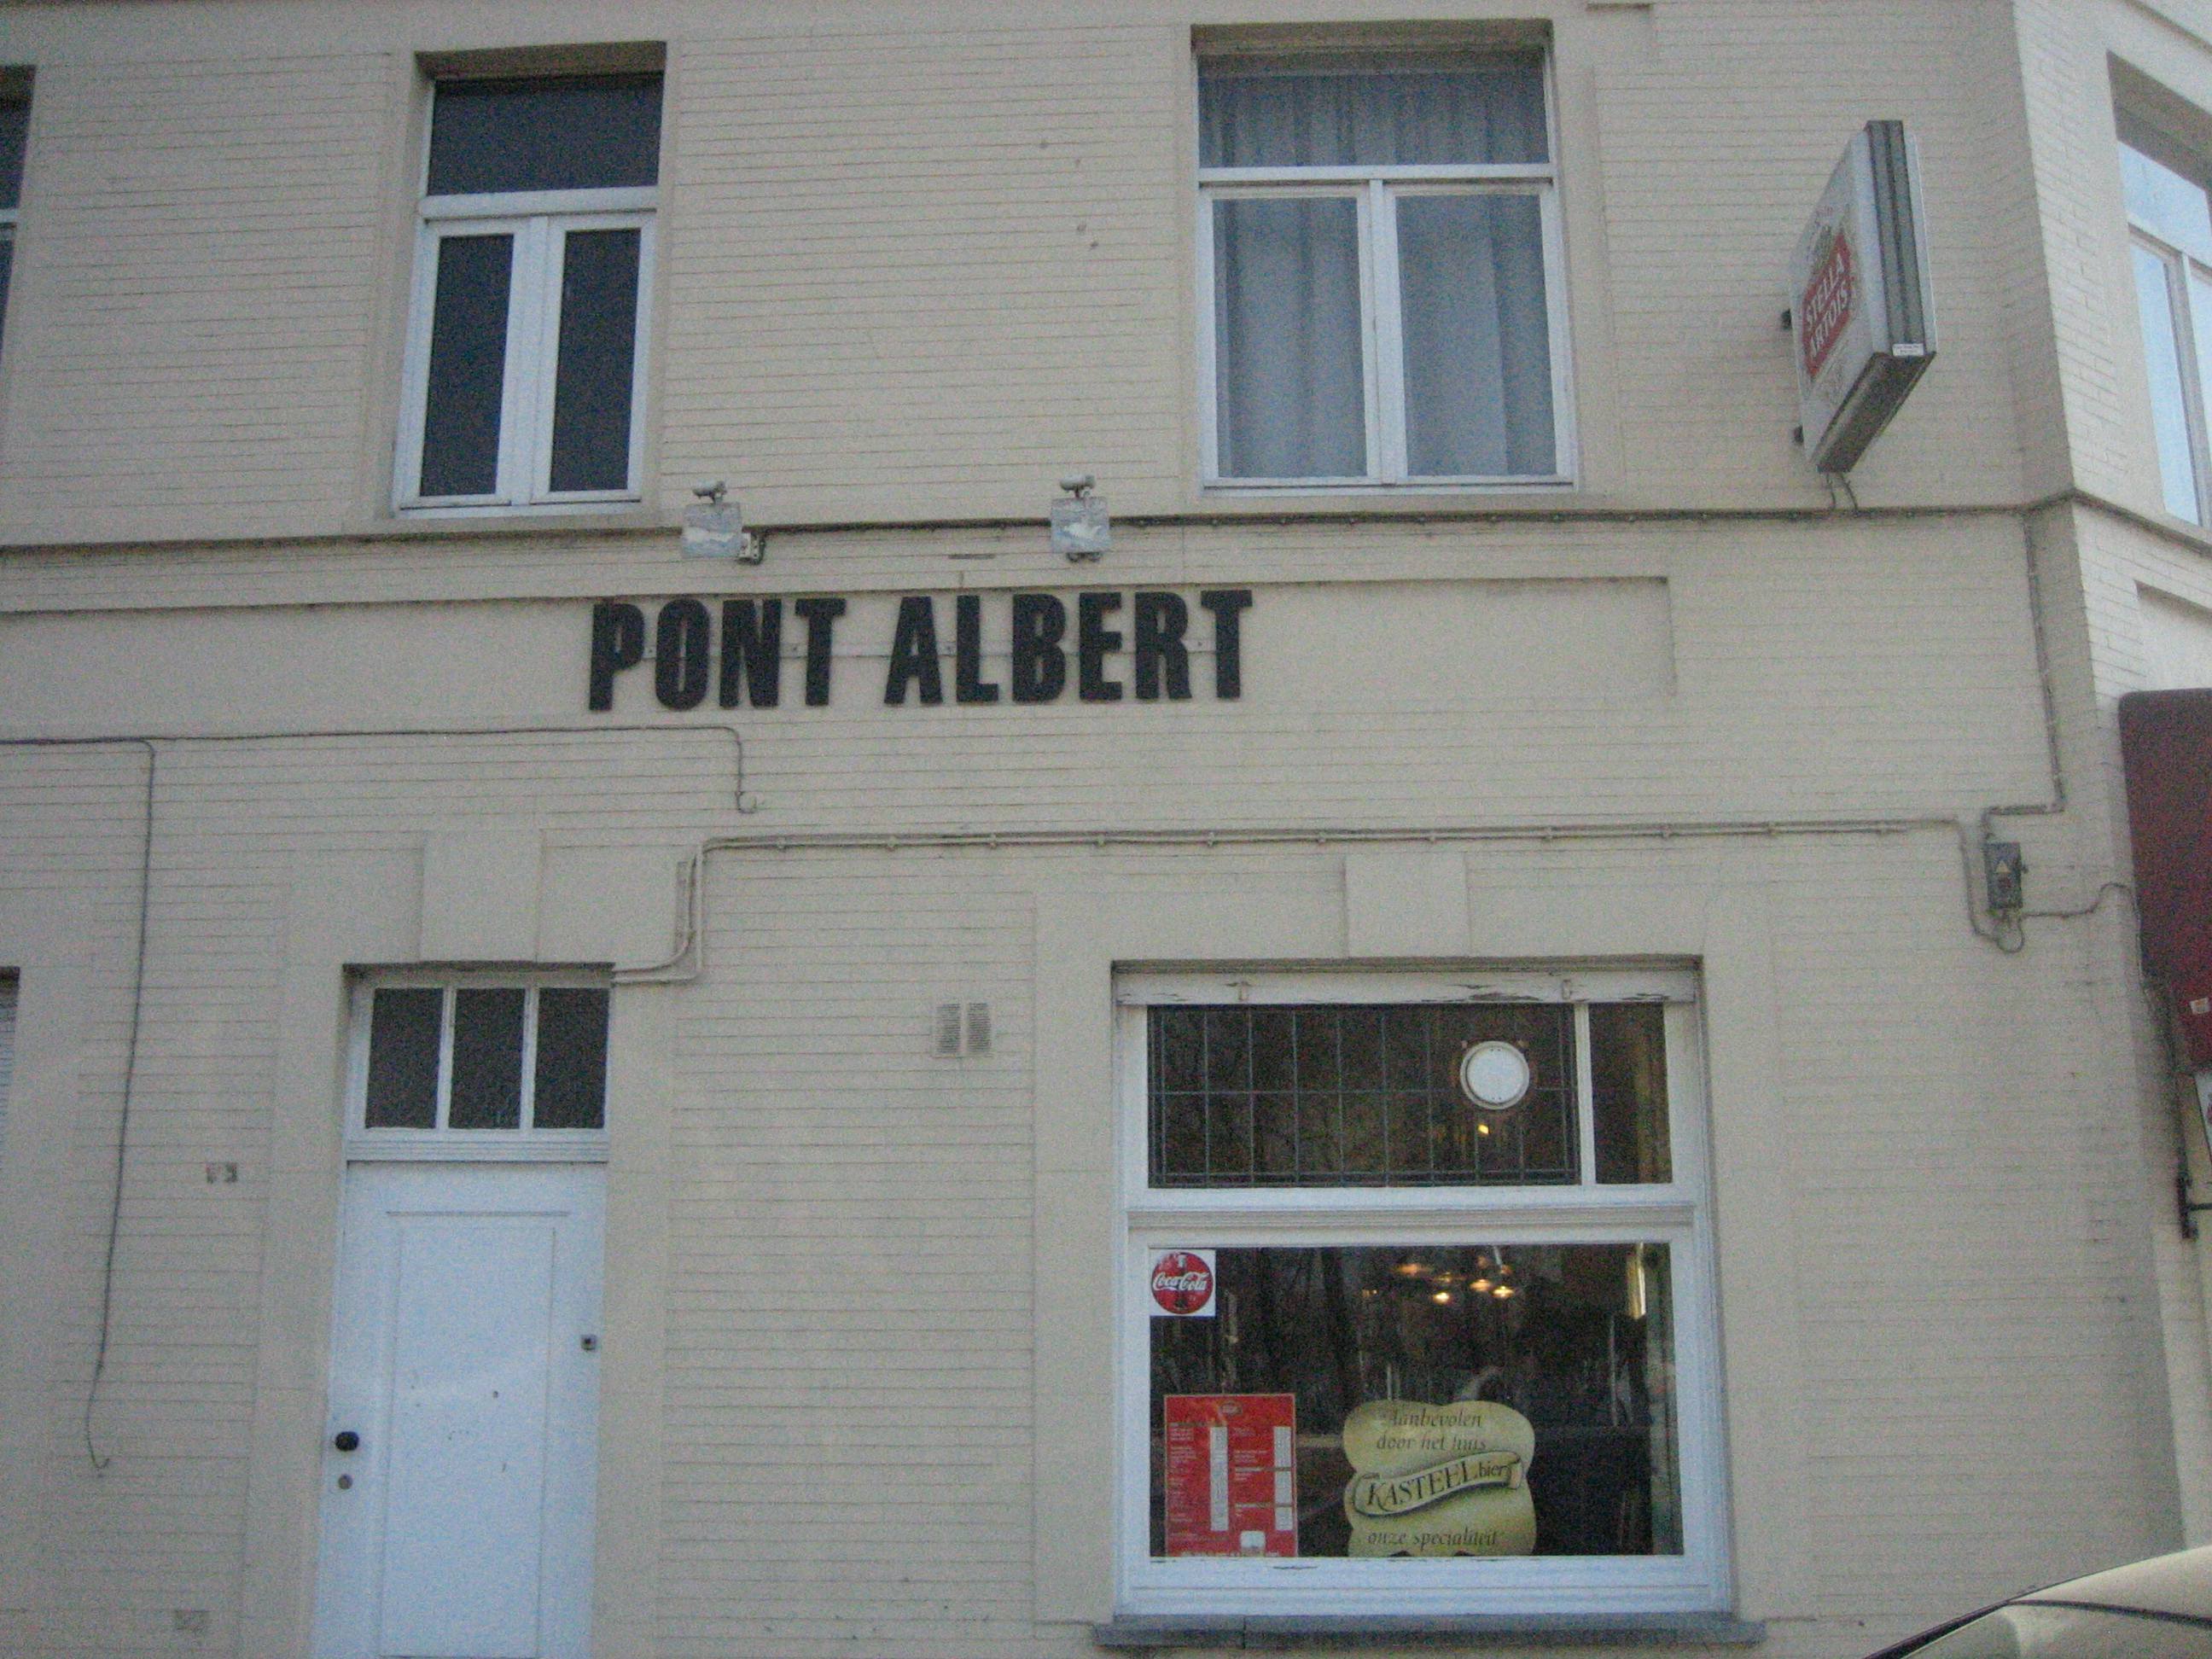 STELLA
ARTOIS
PONT ALBERT
Coca-Cola
Aanbevolen
door het huis
KASTEEL bier
onze specialiteit